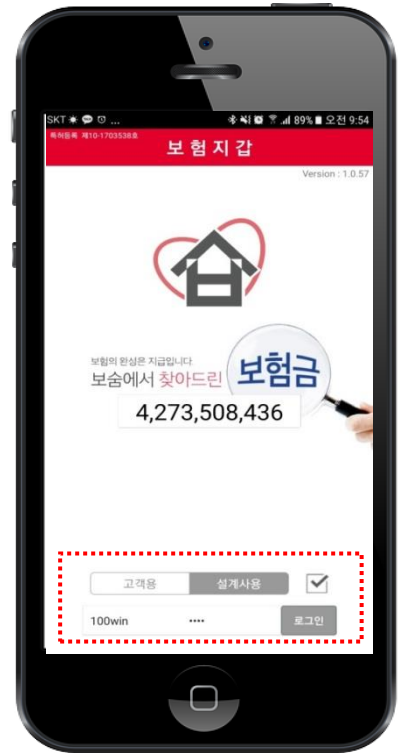 SKT ... 89% 오전 9:54
특허등록 제10-1703538호
보험지갑
Version : 1.0.57
보험의 완성은 지급입니다.
보숨에서 찾아드린 보험금
4,273,508,436
고객용 설계사용
100win •••• 로그인